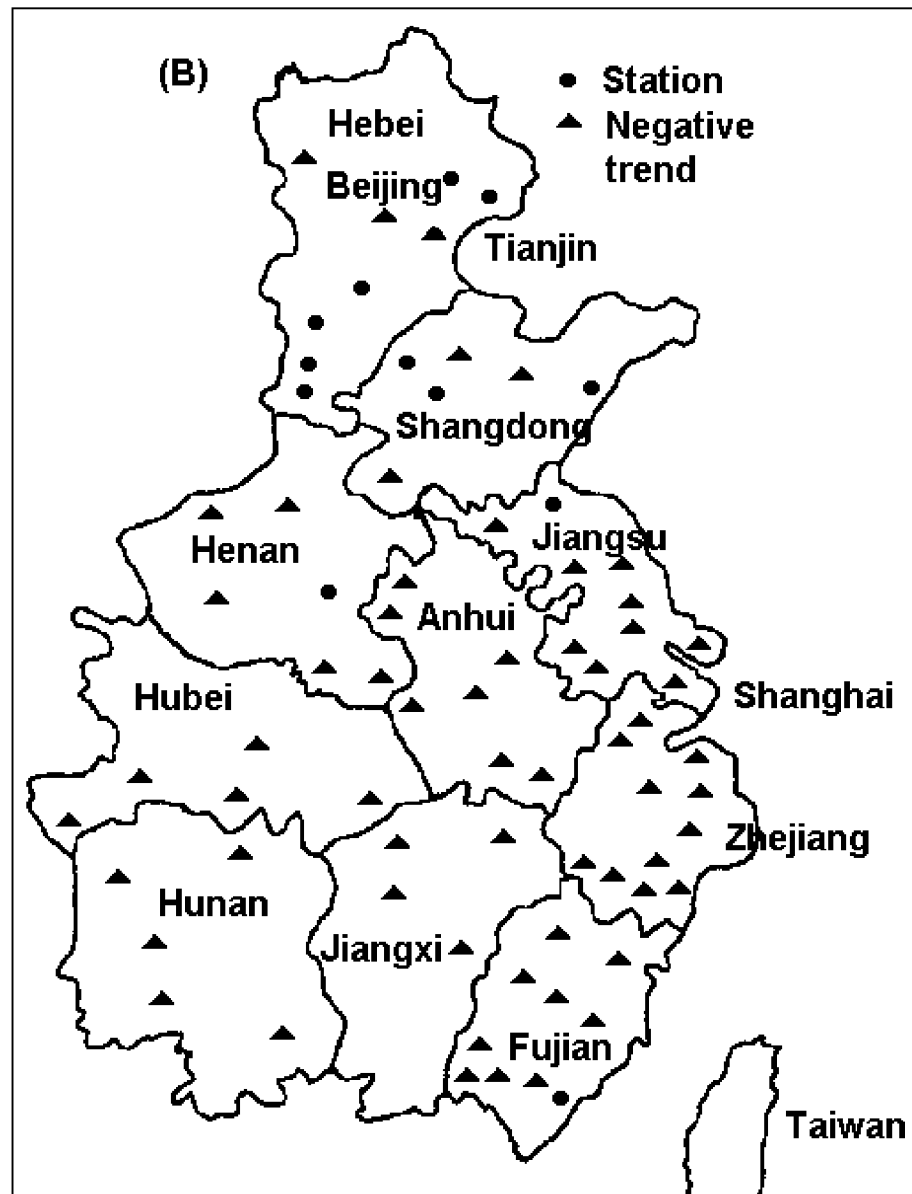 (B)
Station
Negative
trend
Hebei
Beijing
Tianjin
Shangdong
Jiangsu
Henan
Anhui
Hubei
Shanghai
Zhejiang
Hunan
Jiangxi
Fujian
Taiwan